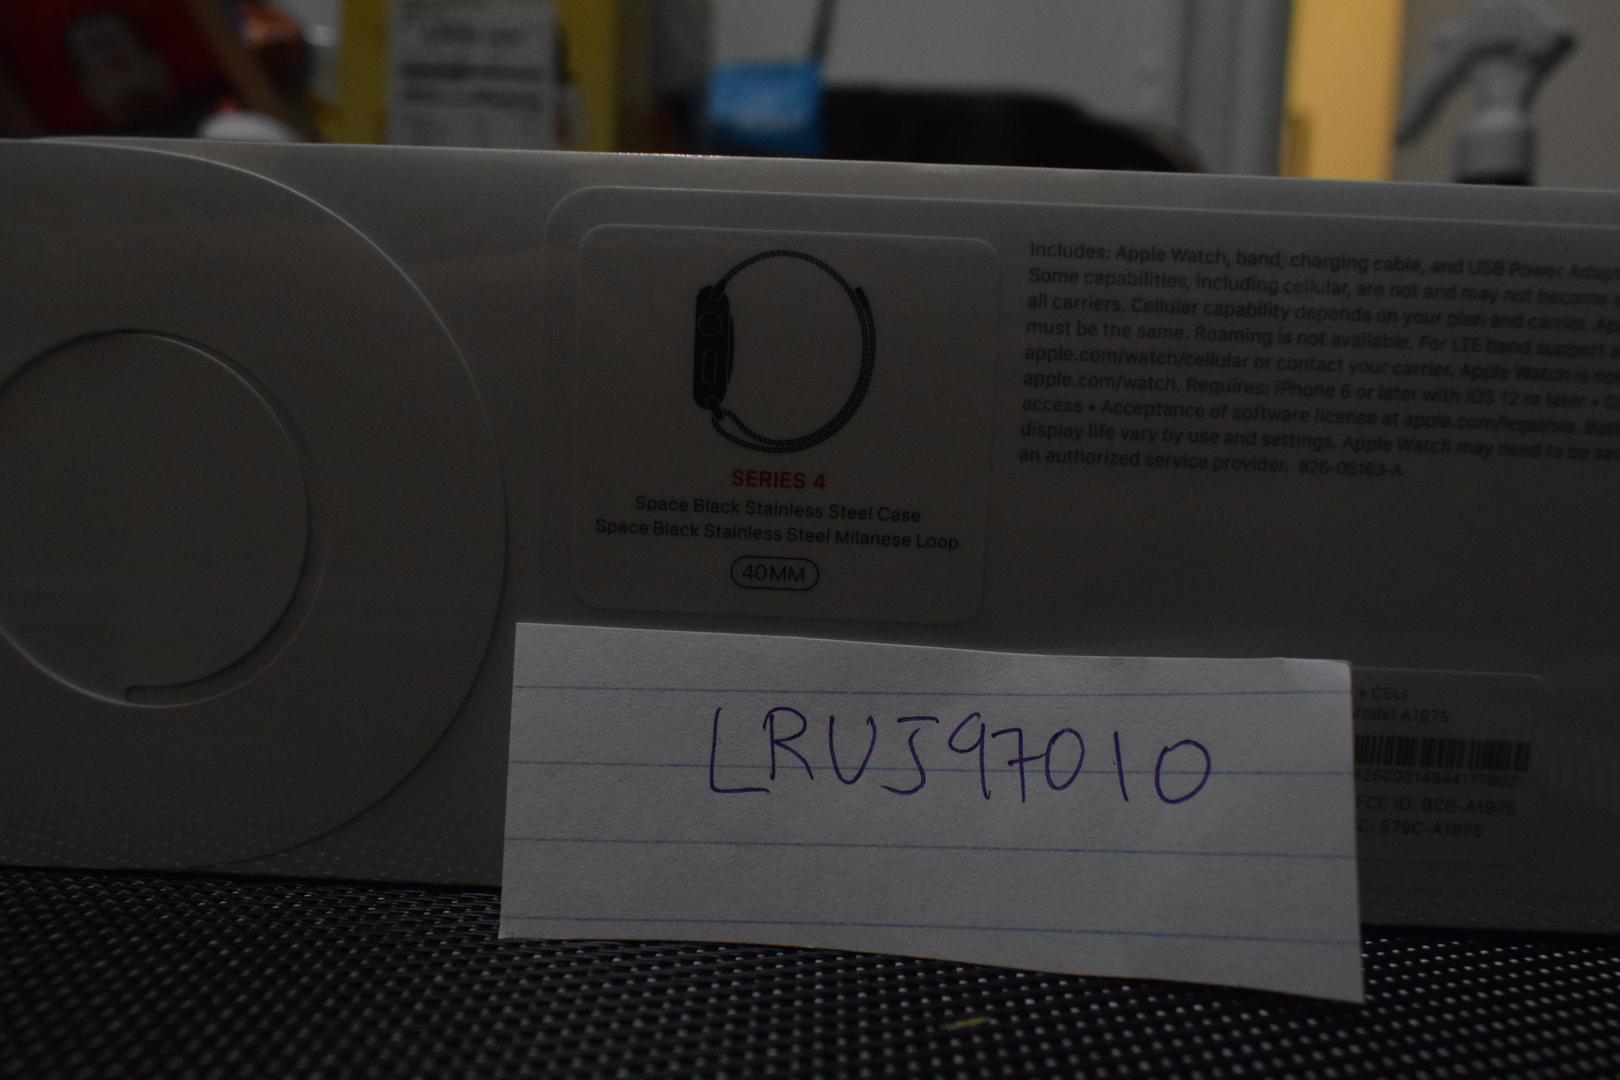 SERIES 4
Space Black Stainless Steel Case
Space Black Stainless Steel Milanese Loop
40MM
Includes: Apple Watch, band, charging cable, and USB Power
Some capabilities, including cellular, are not and may not become
all carriers. Cellular capability depends on your plan and carrier.
must be the same. Roaming is not available. For LTE band support
apple.com/watch/cellular or contact your carrier. Apple Watch is
apple.com/watch. Requires: iPhone 6 or later with iOS 12 or later •
access • Acceptance of software license at apple.com/legal/sla.
display life vary by use and settings. Apple Watch may need to be
an authorized service provider. 826-05163-A
LRUJ97010
A1975
FCC ID: BCG-A1975
579C-A1975